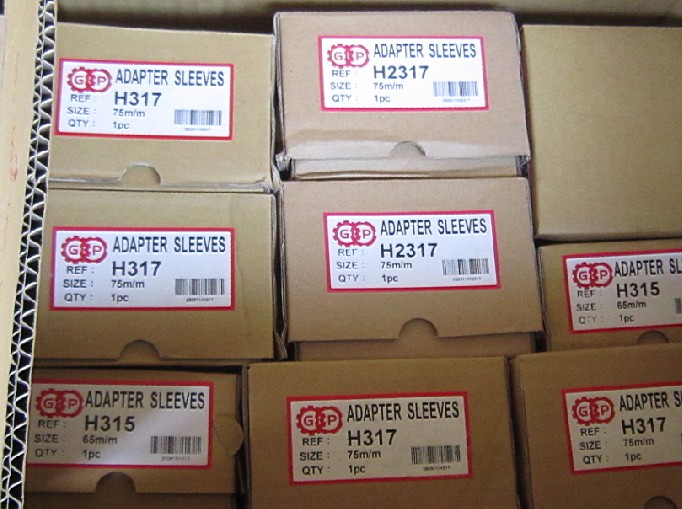 GBP ADAPTER SLEEVES
REF : H317
SIZE : 75m/m
QTY : 1pc
GBP ADAPTER SLEEVES
REF : H2317
SIZE : 75m/m
QTY : 1pc
GBP ADAPTER SLEEVES
REF : H317
SIZE : 75m/m
QTY : 1pc
GBP ADAPTER SLEEVES
REF : H2317
SIZE : 75m/m
QTY : 1pc
GBP ADAPTER SL
REF : H315
SIZE : 65m/m
QTY : 1pc
GBP ADAPTER SLEEVES
REF : H315
SIZE : 65m/m
QTY : 1pc
GBP ADAPTER SLEEVES
REF : H317
SIZE : 75m/m
QTY : 1pc
GBP ADAPTER S
REF : H317
SIZE : 75m/m
QTY : 1pc